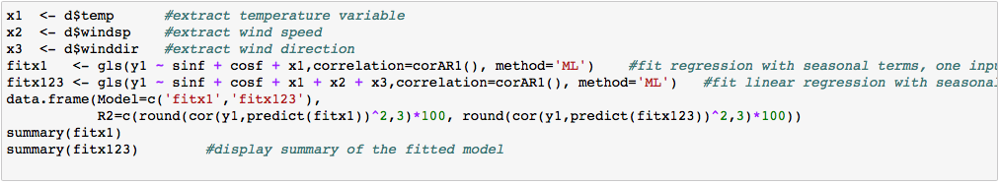 x1  <- d$temp      #extract temperature variable
x2  <- d$windsp    #extract wind speed
x3  <- d$winddir   #extract wind direction
fitx1   <- gls(y1 ~ sinf + cosf + x1,correlation=corAR1(), method='ML')    #fit regression with seasonal terms, one
fitx123 <- gls(y1 ~ sinf + cosf + x1 + x2 + x3,correlation=corAR1(), method='ML')   #fit linear regression with
data.frame(Model=c('fitx1','fitx123'),
           R2=c(round(cor(y1,predict(fitx1))^2,3)*100, round(cor(y1,predict(fitx123))^2,3)*100))
summary(fitx1)
summary(fitx123)        #display summary of the fitted model